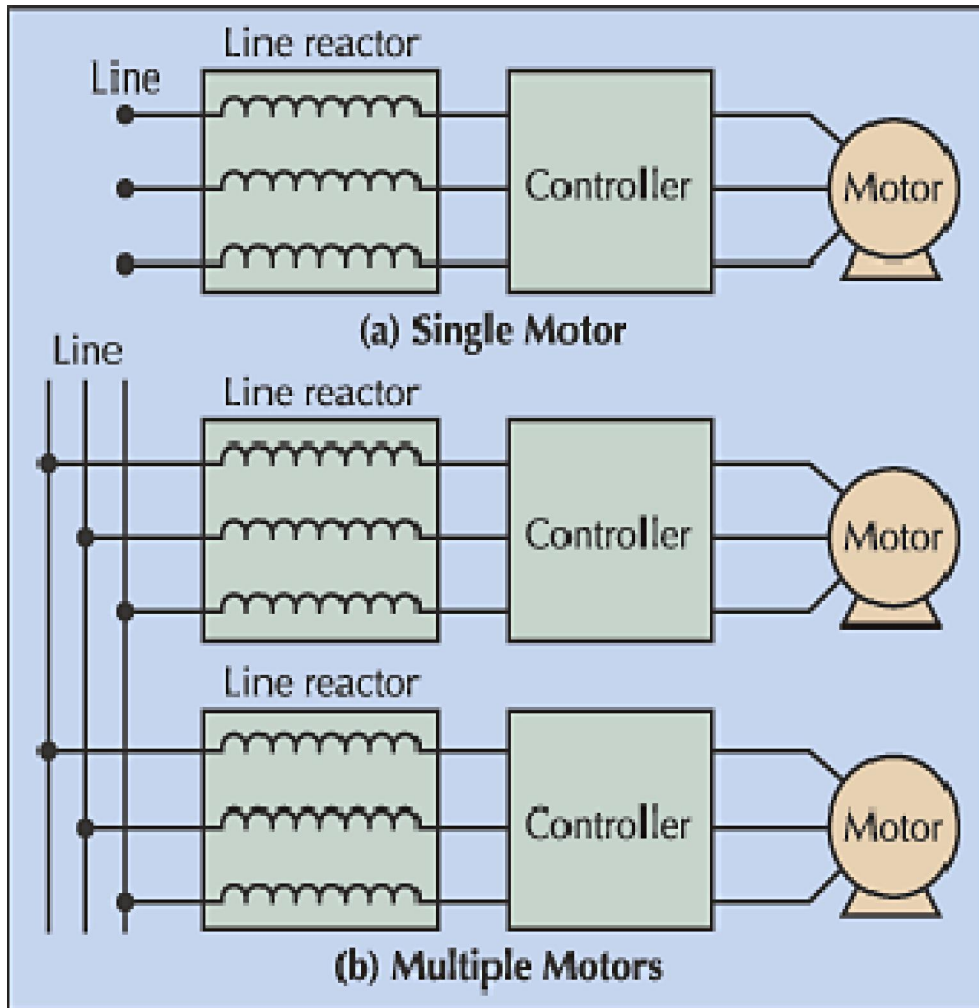 Line reactor
Line
Controller
Motor
(a) Single Motor
Line
Line reactor
Controller
Motor
Line reactor
Controller
Motor
(b) Multiple Motors